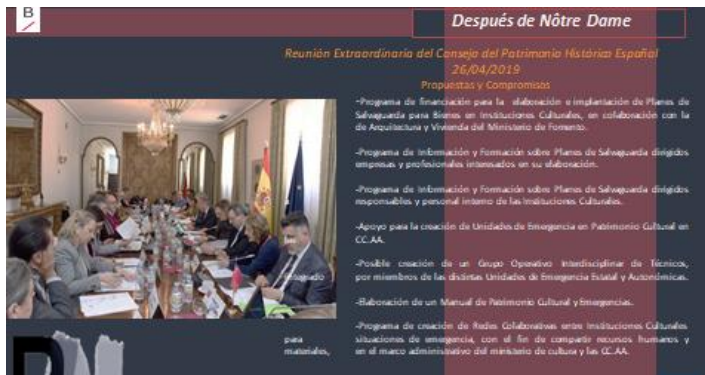 B
Después de Nôtre Dame
Reunión Extraordinaria del Consejo del Patrimonio Histórico Español
26/04/2019
Propuestas y Compromisos
-Programa de financiación para la elaboración e implantación de Planes de
Salvaguarda para Bienes en Instituciones Culturales, en colaboración con la
de Arquitectura y Vivienda del Ministerio de Fomento.
-Programa de Información y Formación sobre Planes de Salvaguarda dirigidos
empresas y profesionales interesados en su elaboración.
-Programa de Información y Formación sobre Planes de Salvaguarda dirigidos
responsables y personal interno de las Instituciones Culturales.
-Apoyo para la creación de Unidades de Emergencia en Patrimonio Cultural en
CC.AA.
-Posible creación de un Grupo Operativo Interdisciplinar de Técnicos,
integrado por miembros de las distintas Unidades de Emergencia Estatal y Autonómicas.
-Elaboración de un Manual de Patrimonio Cultural y Emergencias.
-Programa de creación de Redes Colaborativas entre Instituciones Culturales
para situaciones de emergencia, con el fin de compartir recursos humanos y
materiales, en el marco administrativo del ministerio de cultura y las CC.AA.